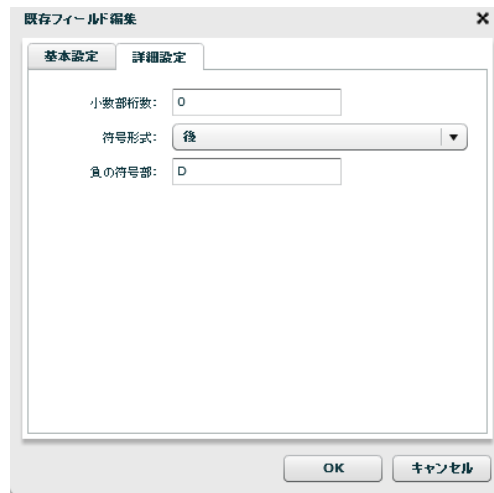 既存フィールド編集
基本設定 詳細設定
小数部桁数: 0
符号形式: 後
負の符号部: D
OK キャンセル